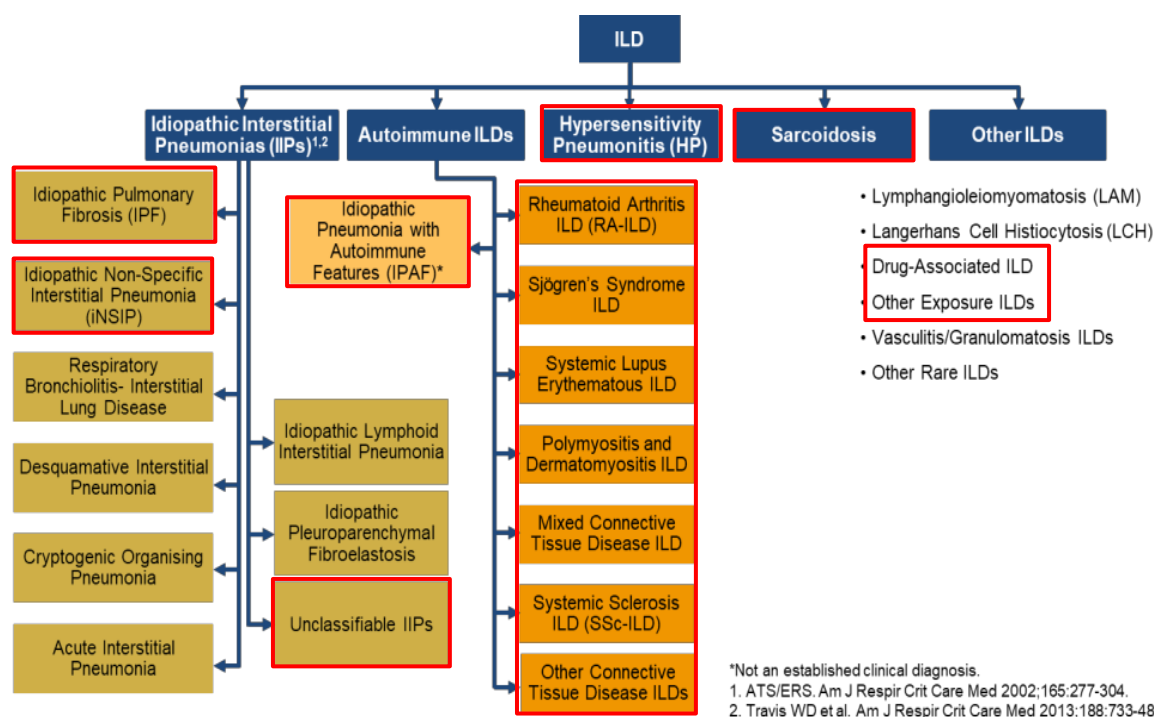 ILD
Idiopathic Interstitial
Pneumonias (IIPs)1,2
Autoimmune ILDs
Hypersensitivity
Pneumonitis (HP)
Sarcoidosis
Other ILDs
Idiopathic Pulmonary
Fibrosis (IPF)
Idiopathic Non-Specific
Interstitial Pneumonia
(iNSIP)
Respiratory
Bronchiolitis- Interstitial
Lung Disease
Desquamative Interstitial
Pneumonia
Cryptogenic Organising
Pneumonia
Acute Interstitial
Pneumonia
Idiopathic Lymphoid
Interstitial Pneumonia
Idiopathic
Pleuroparenchymal
Fibroelastosis
Unclassifiable IIPs
Idiopathic
Pneumonia with
Autoimmune
Features (IPAF)*
Rheumatoid Arthritis
ILD (RA-ILD)
Sjögren's Syndrome
ILD
Systemic Lupus
Erythematous ILD
Polymyositis and
Dermatomyositis ILD
Mixed Connective
Tissue Disease ILD
Systemic Sclerosis
ILD (SSc-ILD)
Other Connective
Tissue Disease ILDs
• Lymphangioleiomyomatosis (LAM)
• Langerhans Cell Histiocytosis (LCH)
• Drug-Associated ILD
• Other Exposure ILDs
• Vasculitis/Granulomatosis ILDs
• Other Rare ILDs
*Not an established clinical diagnosis.
1. ATS/ERS. Am J Respir Crit Care Med 2002;165:277-304.
2. Travis WD et al. Am J Respir Crit Care Med 2013;188:733-48